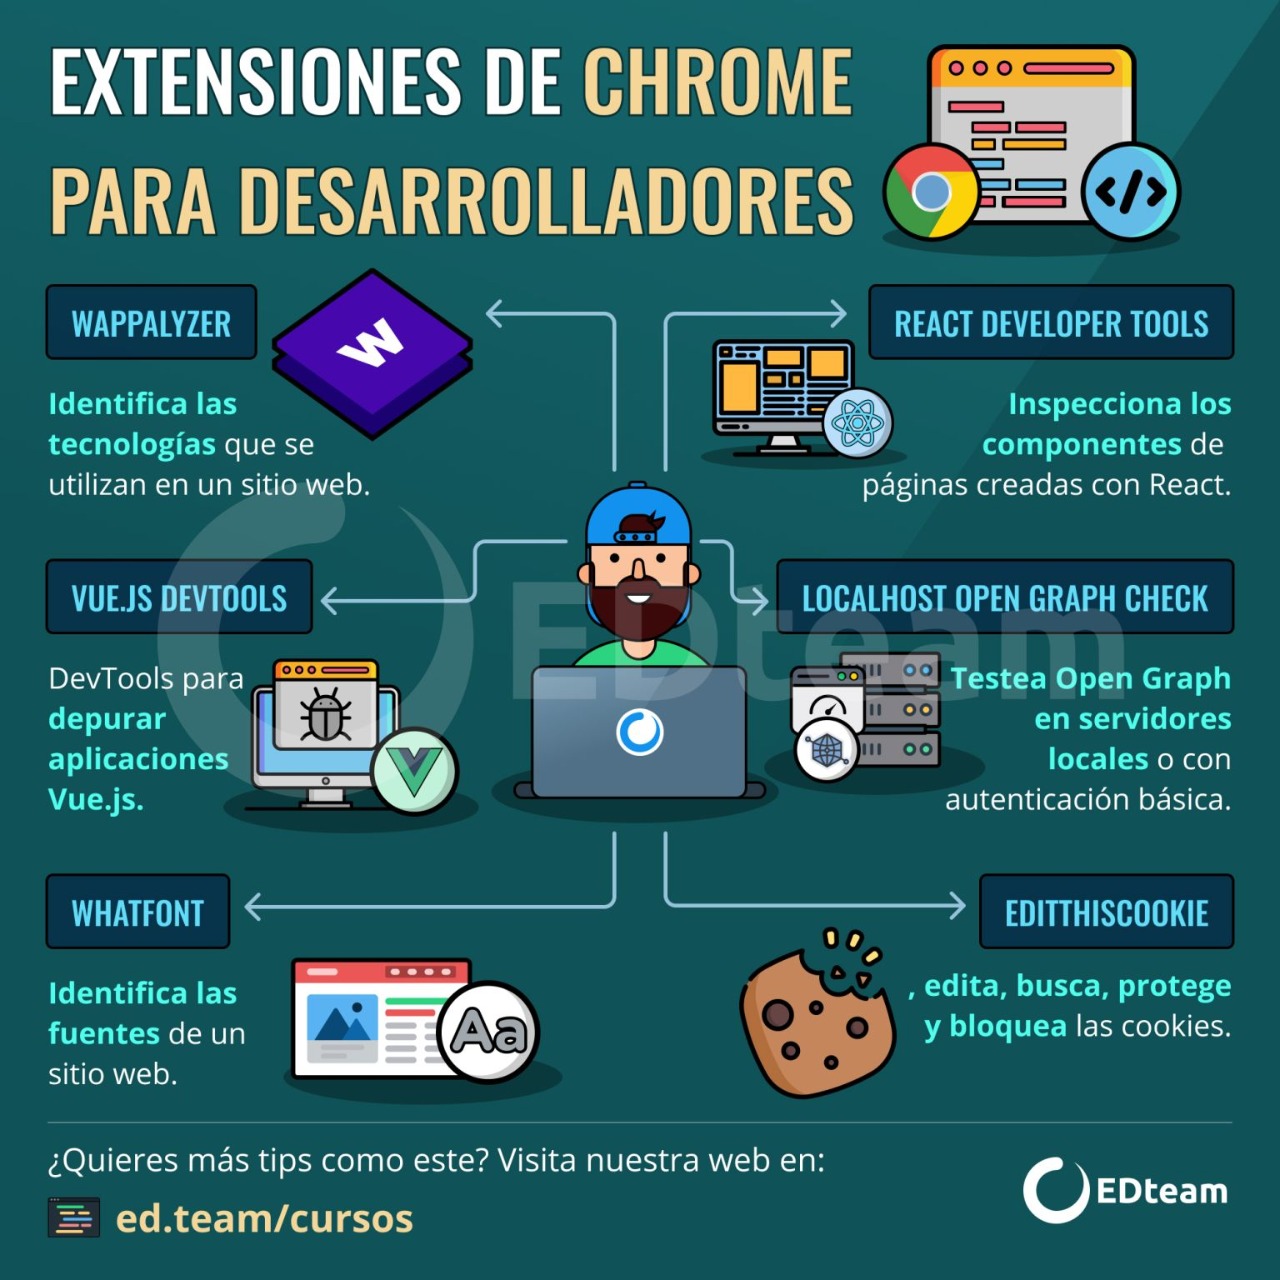 EXTENSIONES DE CHROME
PARA DESARROLLADORES
WAPPALYZER
Identifica las
tecnologías que se
utilizan en un sitio web.
REACT DEVELOPER TOOLS
Inspecciona los
componentes de
páginas creadas con React.
VUE.JS DEVTOOLS
DevTools para
depurar
aplicaciones
Vue.js.
LOCALHOST OPEN GRAPH CHECK
Testea Open Graph
en servidores
locales o con
autenticación básica.
WHATFONT
Identifica las
fuentes de un
sitio web.
Aa
EDITTHISCOOKIE
, edita, busca, protege
y bloquea las cookies.
EDteam
¿Quieres más tips como este? Visita nuestra web en:
ed.team/cursos
EDteam